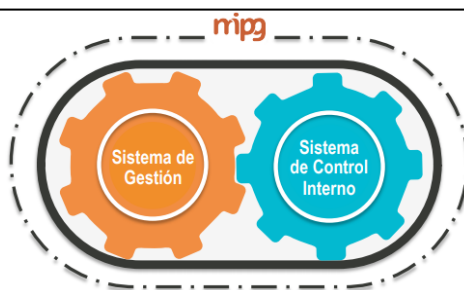 mipg
Sistema de
Gestión
Sistema
de Control
Interno